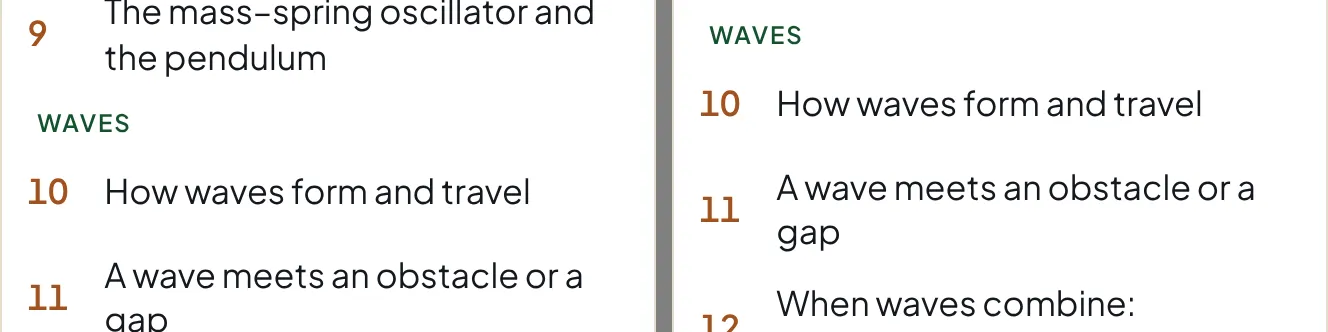 9 The mass–spring oscillator and
the pendulum
WAVES
10 How waves form and travel
11 A wave meets an obstacle or a
gap
WAVES
10 How waves form and travel
11 A wave meets an obstacle or a
gap
12 When waves combine: